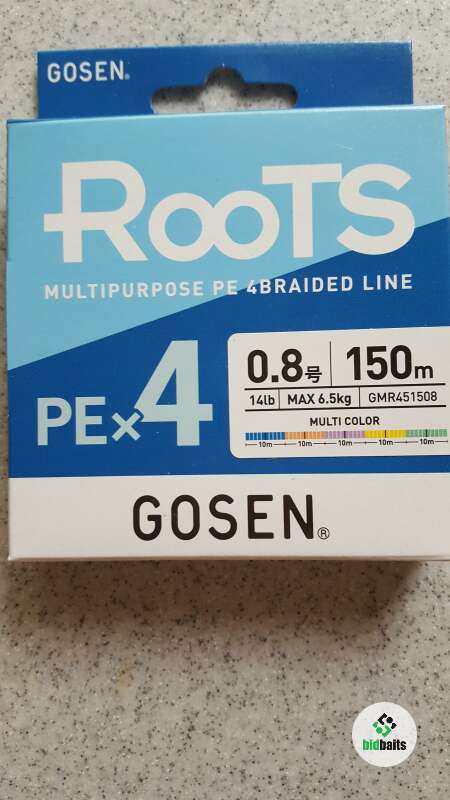 GOSEN®
RooTS
MULTIPURPOSE PE 4BRAIDED LINE
PE×4
0.8号 150m
14lb MAX 6.5kg GMR451508
MULTI COLOR
10m 10m 10m 10m 10m
GOSEN®
bidbaits